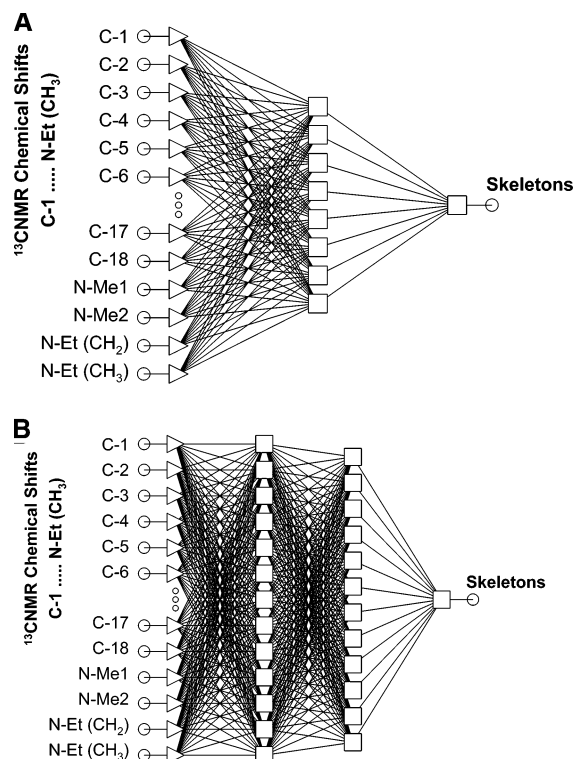 A
¹³CNMR Chemical Shifts
C-1 ..... N-Et (CH₃)
C-1
C-2
C-3
C-4
C-5
C-6
C-17
C-18
N-Me1
N-Me2
N-Et (CH₂)
N-Et (CH₃)
Skeletons
B
¹³CNMR Chemical Shifts
C-1 ..... N-Et (CH₃)
C-1
C-2
C-3
C-4
C-5
C-6
C-17
C-18
N-Me1
N-Me2
N-Et (CH₂)
N-Et (CH₃)
Skeletons